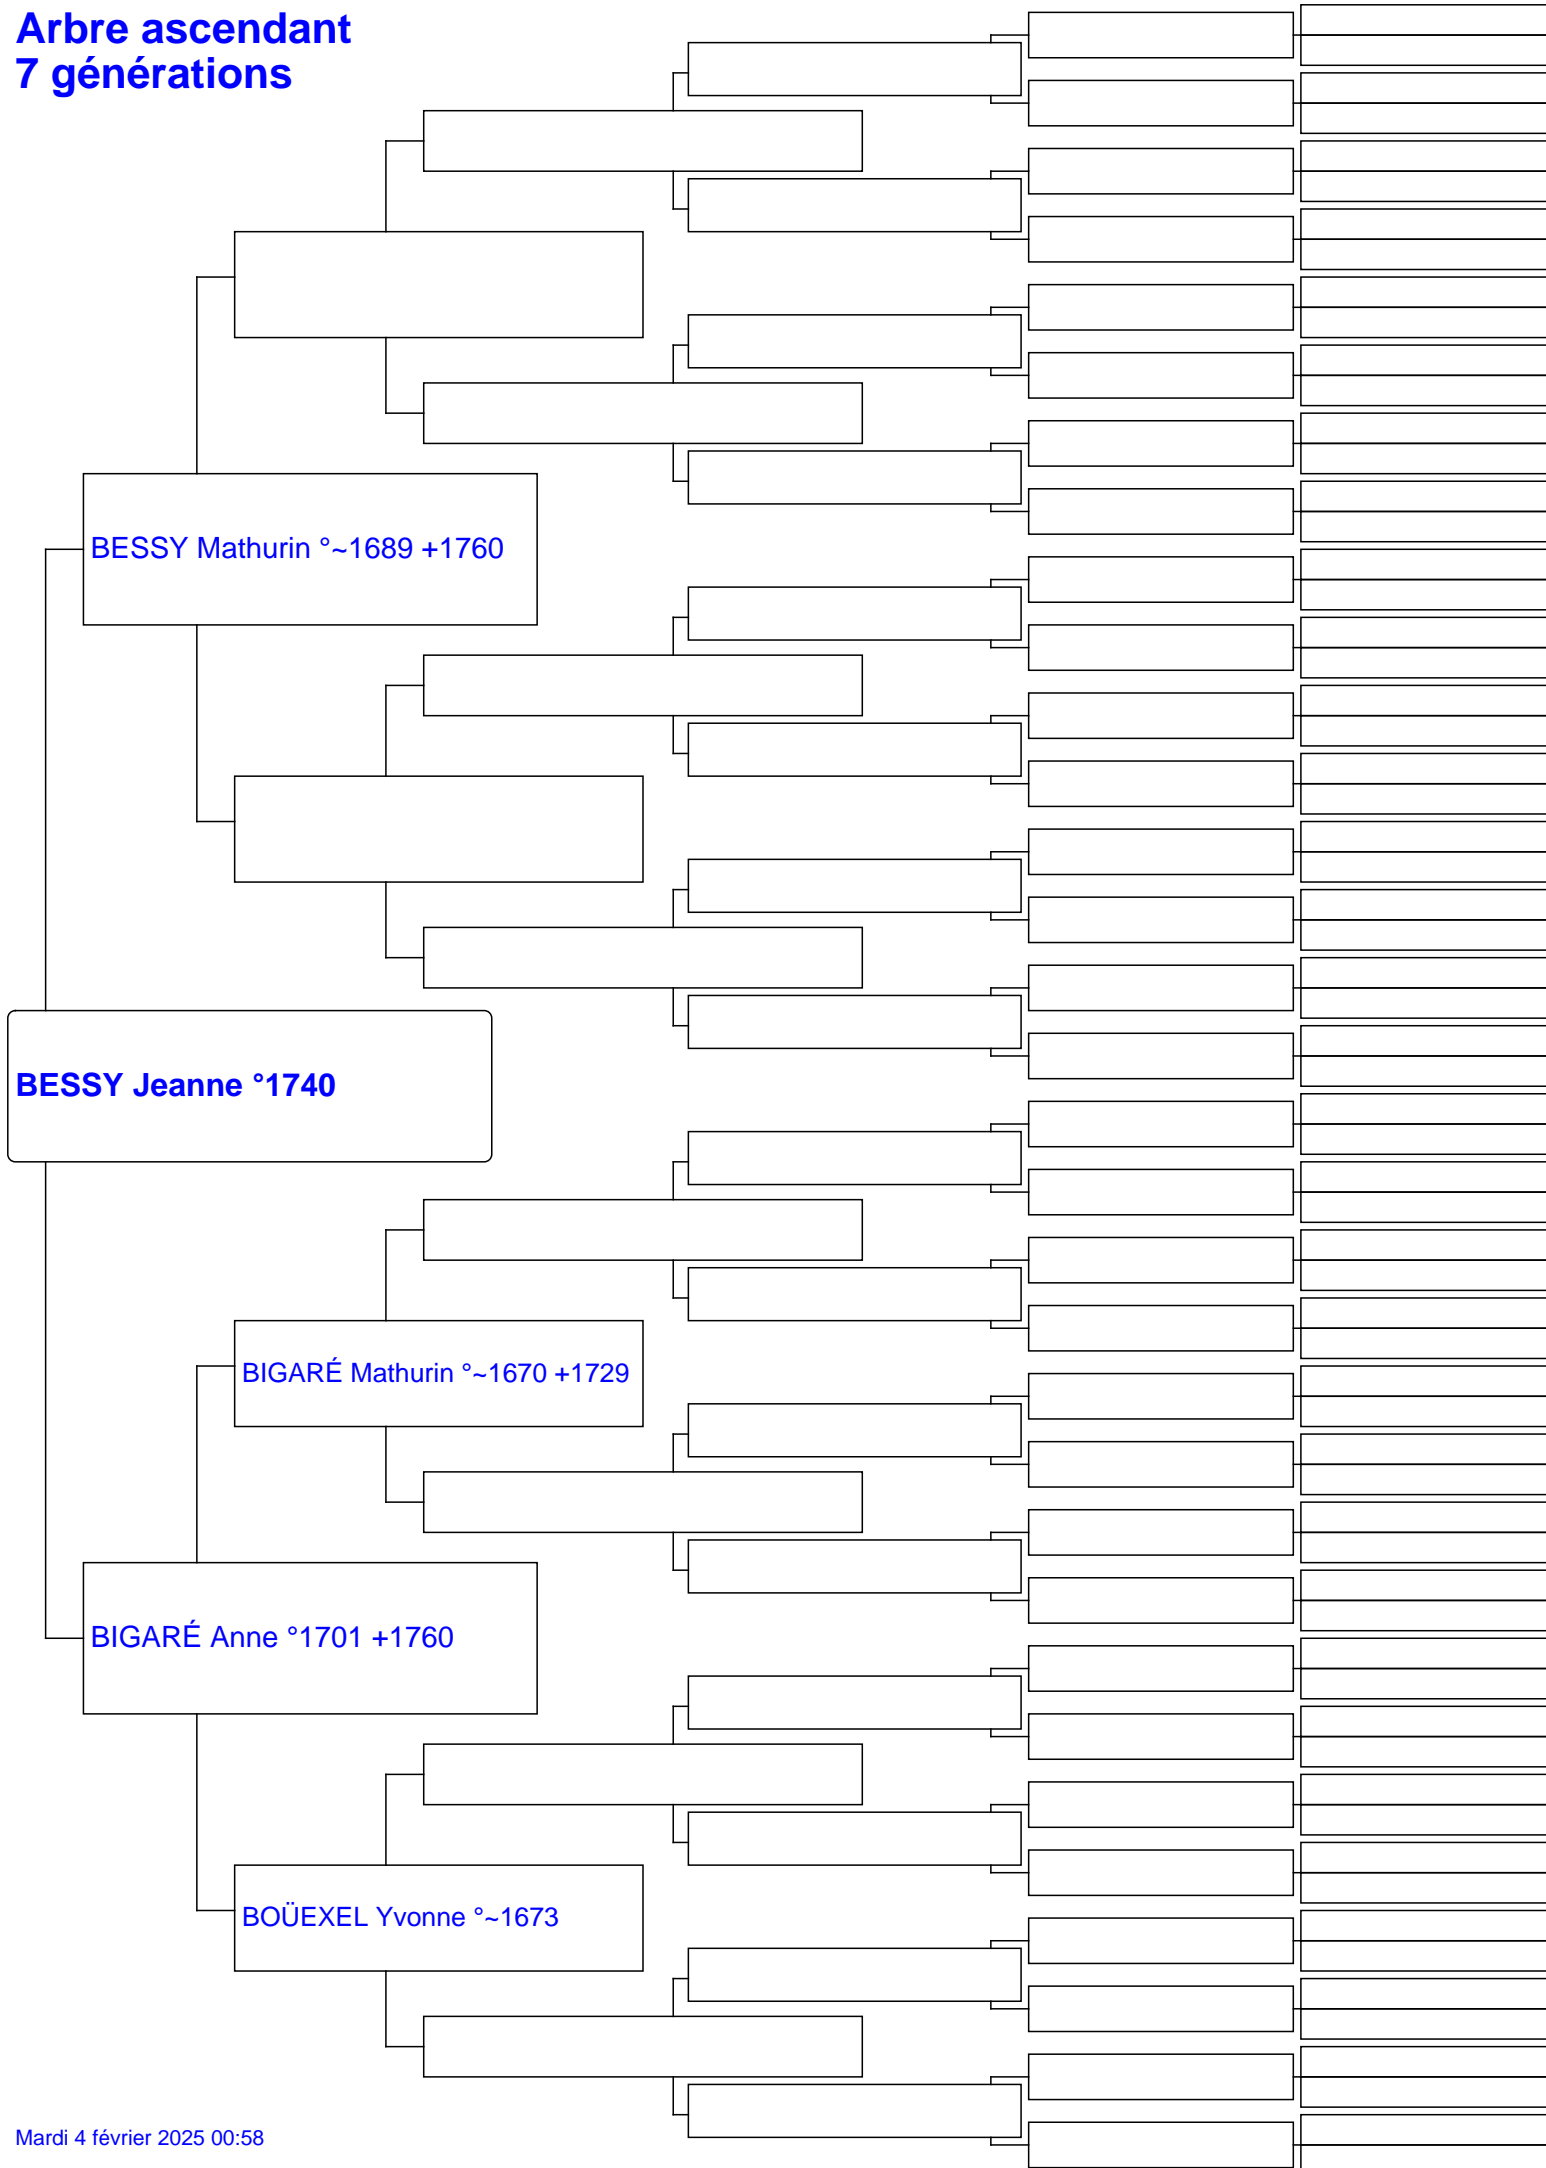 Arbre ascendant
7 générations
BESSY Mathurin °~1689 +1760
BESSY Jeanne °1740
BIGARÉ Mathurin °~1670 +1729
BIGARÉ Anne °1701 +1760
BOÜEXEL Yvonne °~1673
Mardi 4 février 2025 00:58